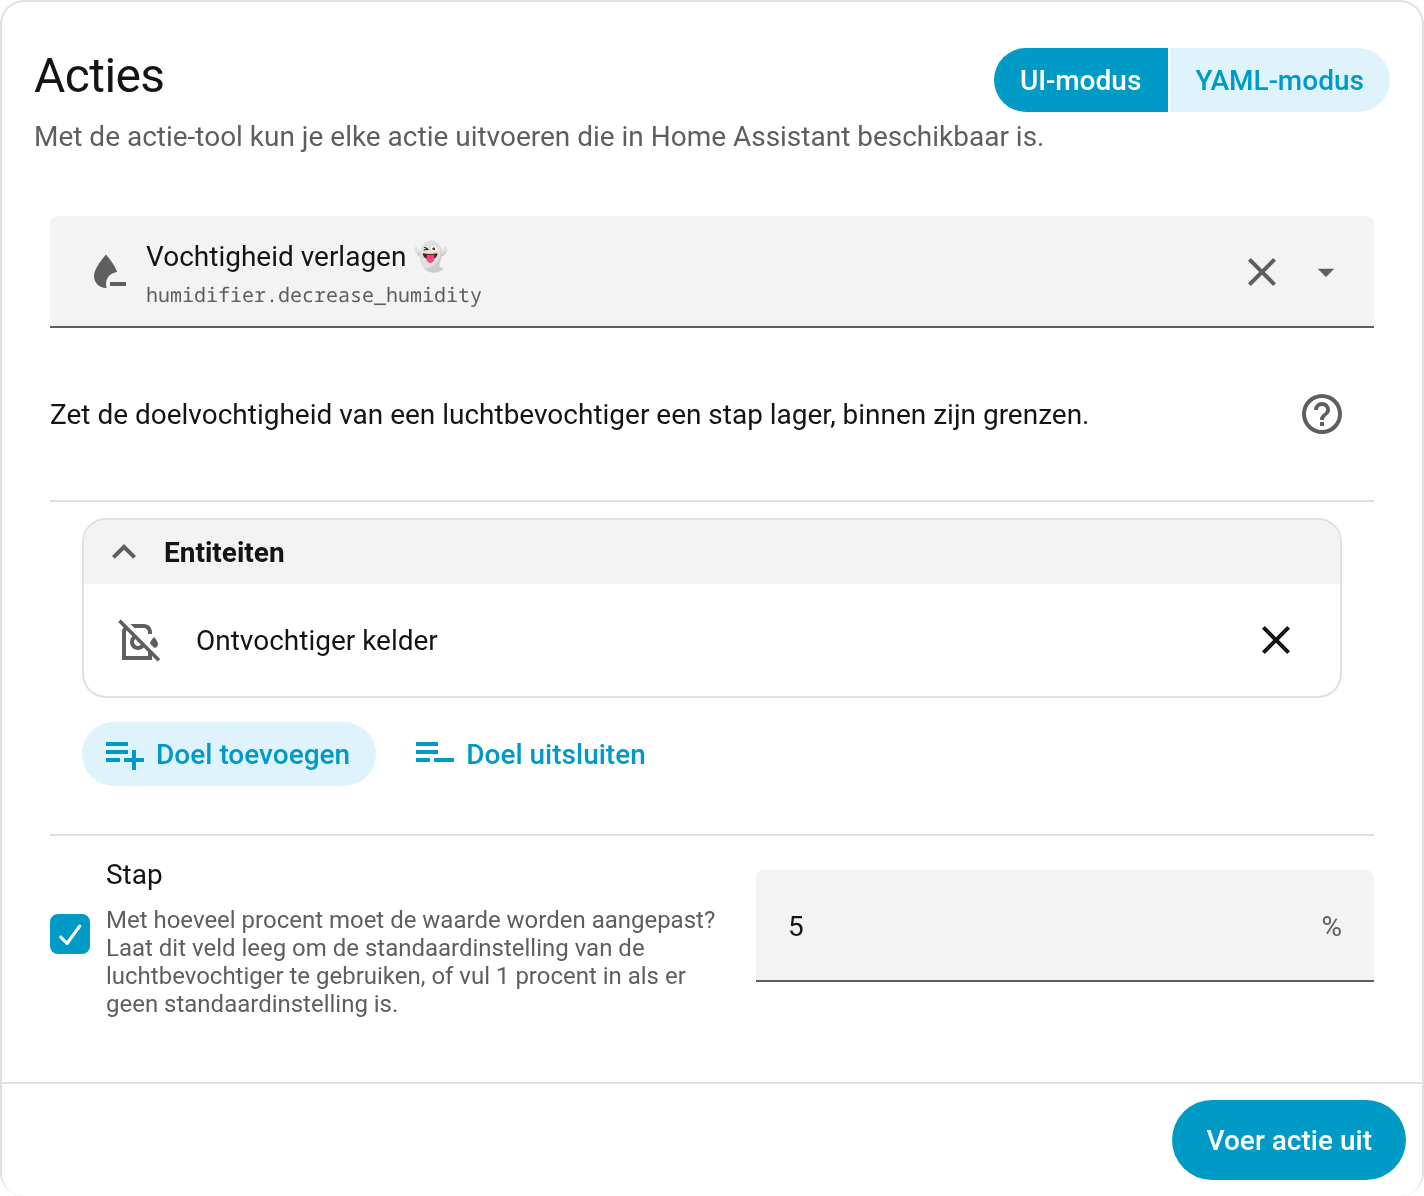 Acties
UI-modus
YAML-modus
Met de actie-tool kun je elke actie uitvoeren die in Home Assistant beschikbaar is.
Vochtigheid verlagen 👻
humidifier.decrease_humidity
Zet de doelvochtigheid van een luchtbevochtiger een stap lager, binnen zijn grenzen.
Entiteiten
Ontvochtiger kelder
Doel toevoegen
Doel uitsluiten
Stap
Met hoeveel procent moet de waarde worden aangepast?
Laat dit veld leeg om de standaardinstelling van de
luchtbevochtiger te gebruiken, of vul 1 procent in als er
geen standaardinstelling is.
5
%
Voer actie uit